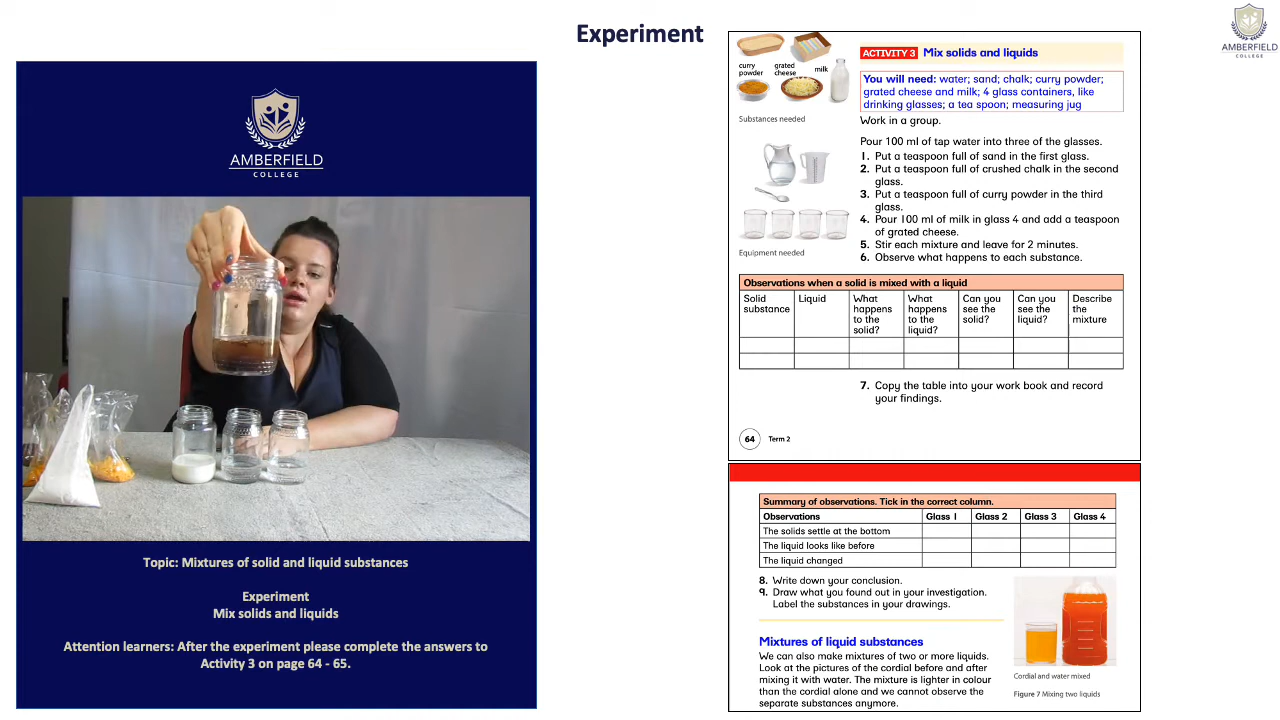 Experiment
AMBERFIELD
COLLEGE
AMBERFIELD
COLLEGE
Topic: Mixtures of solid and liquid substances
Experiment
Mix solids and liquids
Attention learners: After the experiment please complete the answers to
Activity 3 on page 64 - 65.
curry
powder
grated
cheese
milk
Substances needed
Equipment needed
ACTIVITY 3 Mix solids and liquids
You will need: water; sand; chalk; curry powder;
grated cheese and milk; 4 glass containers, like
drinking glasses; a tea spoon; measuring jug
Work in a group.
Pour 100 ml of tap water into three of the glasses.
1. Put a teaspoon full of sand in the first glass.
2. Put a teaspoon full of crushed chalk in the second
glass.
3. Put a teaspoon full of curry powder in the third
glass.
4. Pour 100 ml of milk in glass 4 and add a teaspoon
of grated cheese.
5. Stir each mixture and leave for 2 minutes.
6. Observe what happens to each substance.
Observations when a solid is mixed with a liquid
Solid
substance
Liquid
What
happens
to the
solid?
What
happens
to the
liquid?
Can you
see the
solid?
Can you
see the
liquid?
Describe
the
mixture
7. Copy the table into your work book and record
your findings.
64 Term 2
Summary of observations. Tick in the correct column.
Observations Glass 1 Glass 2 Glass 3 Glass 4
The solids settle at the bottom
The liquid looks like before
The liquid changed
8. Write down your conclusion.
9. Draw what you found out in your investigation.
Label the substances in your drawings.
Mixtures of liquid substances
We can also make mixtures of two or more liquids.
Look at the pictures of the cordial before and after
mixing it with water. The mixture is lighter in colour
than the cordial alone and we cannot observe the
separate substances anymore.
Cordial and water mixed
Figure 7 Mixing two liquids